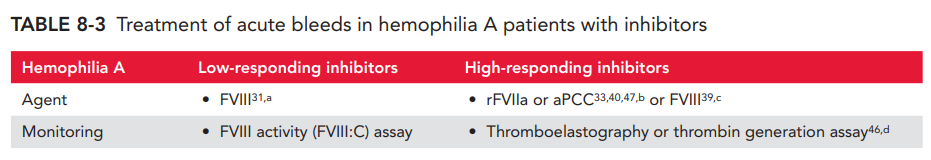 TABLE 8-3 Treatment of acute bleeds in hemophilia A patients with inhibitors
Hemophilia A Low-responding inhibitors High-responding inhibitors
Agent • FVIII31,a • rFVIIa or aPCC33,40,47,b or FVIII39,c
Monitoring • FVIII activity (FVIII:C) assay • Thromboelastography or thrombin generation assay46,d